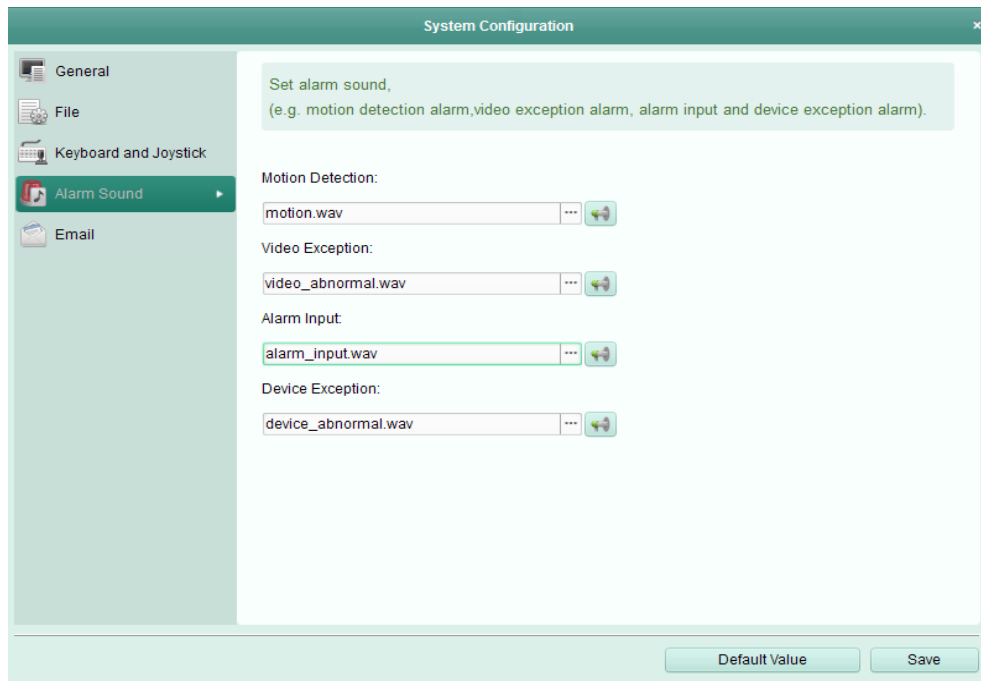 System Configuration
×
General
File
Keyboard and Joystick
Alarm Sound
Email
Set alarm sound,
(e.g. motion detection alarm,video exception alarm, alarm input and device exception alarm).
Motion Detection:
motion.wav
Video Exception:
video_abnormal.wav
Alarm Input:
alarm_input.wav
Device Exception:
device_abnormal.wav
Default Value
Save